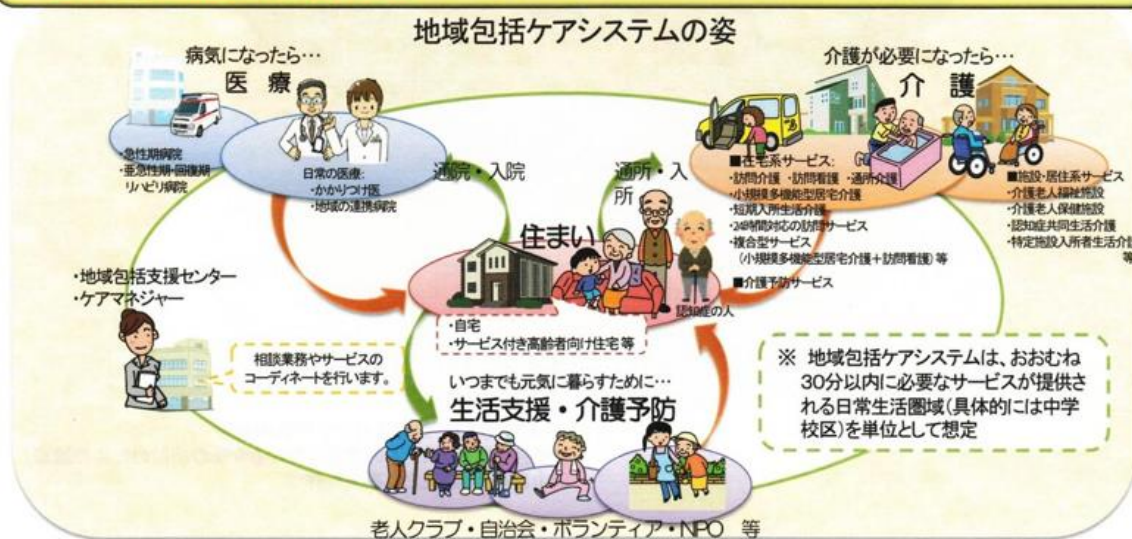 地域包括ケアシステムの姿
病気になったら…
医 療
・急性期病院
・亜急性期・回復期
リハビリ病院
日常の医療:
・かかりつけ医
・地域の連携病院
通院・入院
介護が必要になったら…
介 護
通所・入
所
■在宅系サービス:
・訪問介護 ・訪問看護 ・通所介護
・小規模多機能型居宅介護
・短期入所生活介護
・24時間対応の訪問サービス
・複合型サービス
(小規模多機能型居宅介護+訪問看護) 等
■介護予防サービス
■施設・居住系サービス
・介護老人福祉施設
・介護老人保健施設
・認知症共同生活介護
・特定施設入所者生活介護
等
住まい
認知症の人
・自宅
・サービス付き高齢者向け住宅 等
・地域包括支援センター
・ケアマネジャー
相談業務やサービスの
コーディネートを行います。
いつまでも元気に暮らすために…
生活支援・介護予防
老人クラブ・自治会・ボランティア・NPO 等
※ 地域包括ケアシステムは、おおむね
30分以内に必要なサービスが提供さ
れる日常生活圏域(具体的には中学
校区)を単位として想定